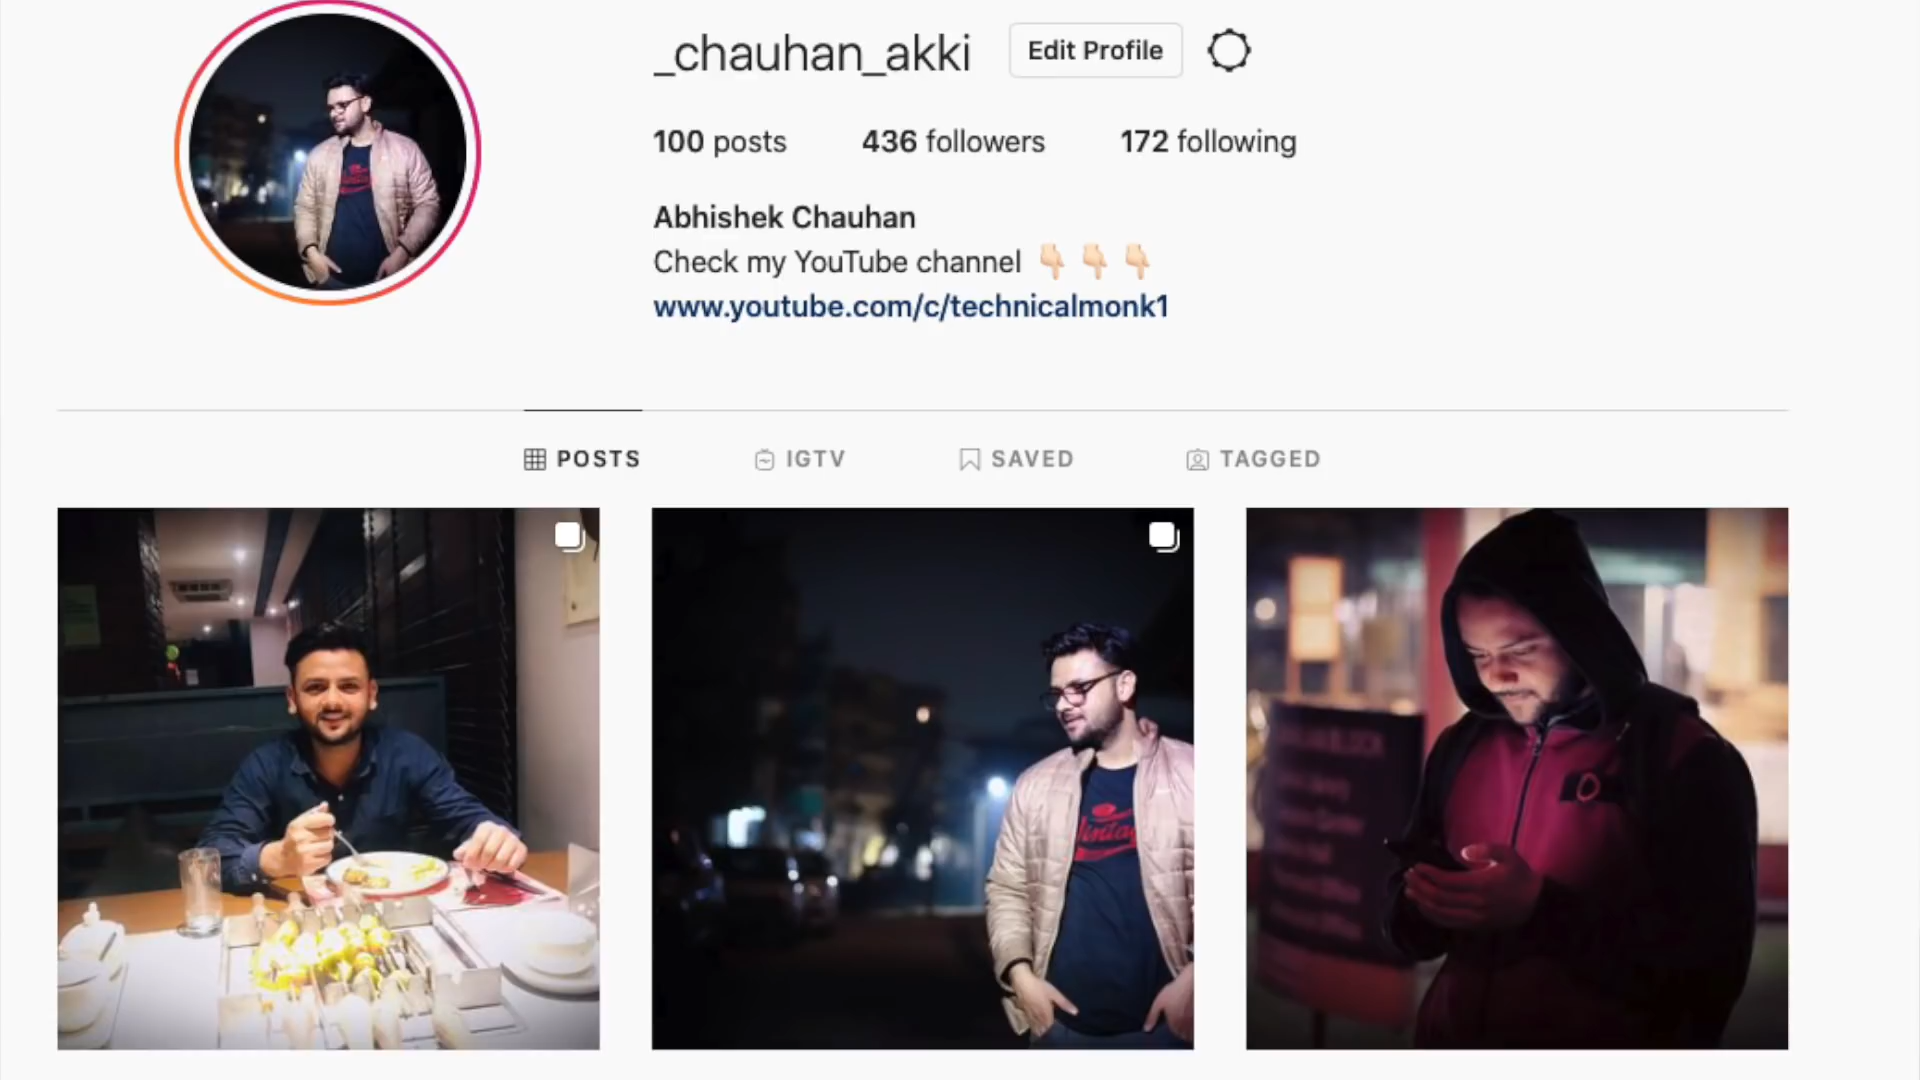 _chauhan_akki Edit Profile
100 posts 436 followers 172 following
Abhishek Chauhan
Check my YouTube channel 👇🏻 👇🏻 👇🏻
www.youtube.com/c/technicalmonk1
POSTS IGTV SAVED TAGGED